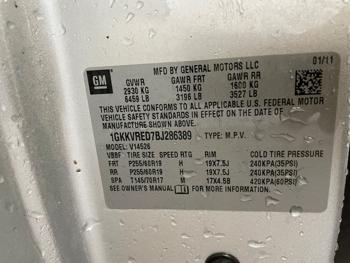 MFD BY GENERAL MOTORS LLC
01/11
GM
GVWR GAWR FRT GAWR RR
2930 KG 1450 KG 1600 KG
6459 LB 3196 LB 3527 LB
THIS VEHICLE CONFORMS TO ALL APPLICABLE U.S. FEDERAL MOTOR
VEHICLE SAFETY AND THEFT PREVENTION STANDARDS IN EFFECT ON
THE DATE OF MANUFACTURE SHOWN ABOVE.
1GKKVRED7BJ286389 TYPE: M.P.V.
MODEL: V14526
TIRE SIZE SPEED RTG RIM COLD TIRE PRESSURE
FRT P255/60R19 H 19X7.5J 240KPA(35PSI)
RR P255/60R19 H 19X7.5J 240KPA(35PSI)
SPA T145/70R17 M 17X4.5B 420KPA(60PSI)
SEE OWNER'S MANUAL FOR MORE INFORMATION.